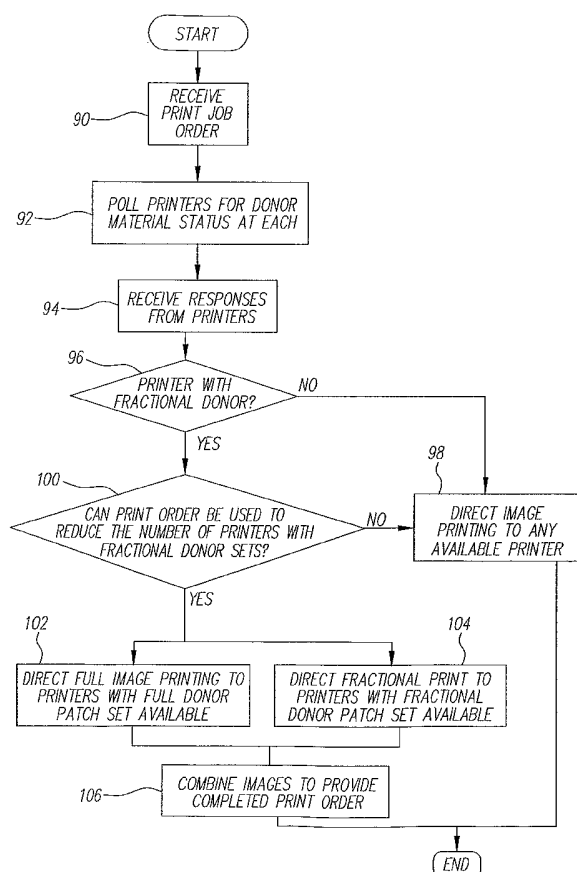 START
90
RECEIVE
PRINT JOB
ORDER
92
POLL PRINTERS FOR DONOR
MATERIAL STATUS AT EACH
94
RECEIVE RESPONSES
FROM PRINTERS
96
PRINTER WITH
FRACTIONAL DONOR?
NO
YES
100
CAN PRINT ORDER BE USED TO
REDUCE THE NUMBER OF PRINTERS WITH
FRACTIONAL DONOR SETS?
NO
98
DIRECT IMAGE
PRINTING TO ANY
AVAILABLE PRINTER
YES
102
DIRECT FULL IMAGE PRINTING TO
PRINTERS WITH FULL DONOR
PATCH SET AVAILABLE
104
DIRECT FRACTIONAL PRINT TO
PRINTERS WITH FRACTIONAL
DONOR PATCH SET AVAILABLE
106
COMBINE IMAGES TO PROVIDE
COMPLETED PRINT ORDER
END